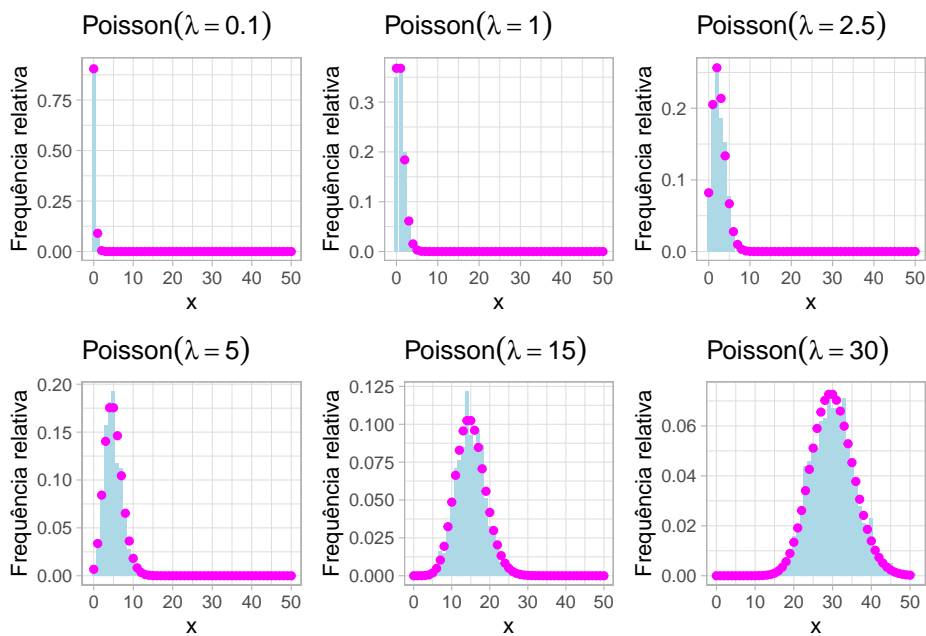 Poisson(λ = 0.1)
Frequência relativa
0.75
0.50
0.25
0.00
0 10 20 30 40 50
x
Poisson(λ = 1)
Frequência relativa
0.3
0.2
0.1
0.0
0 10 20 30 40 50
x
Poisson(λ = 2.5)
Frequência relativa
0.2
0.1
0.0
0 10 20 30 40 50
x
Poisson(λ = 5)
Frequência relativa
0.20
0.15
0.10
0.05
0.00
0 10 20 30 40 50
x
Poisson(λ = 15)
Frequência relativa
0.125
0.100
0.075
0.050
0.025
0.000
0 10 20 30 40 50
x
Poisson(λ = 30)
Frequência relativa
0.06
0.04
0.02
0.00
0 10 20 30 40 50
x